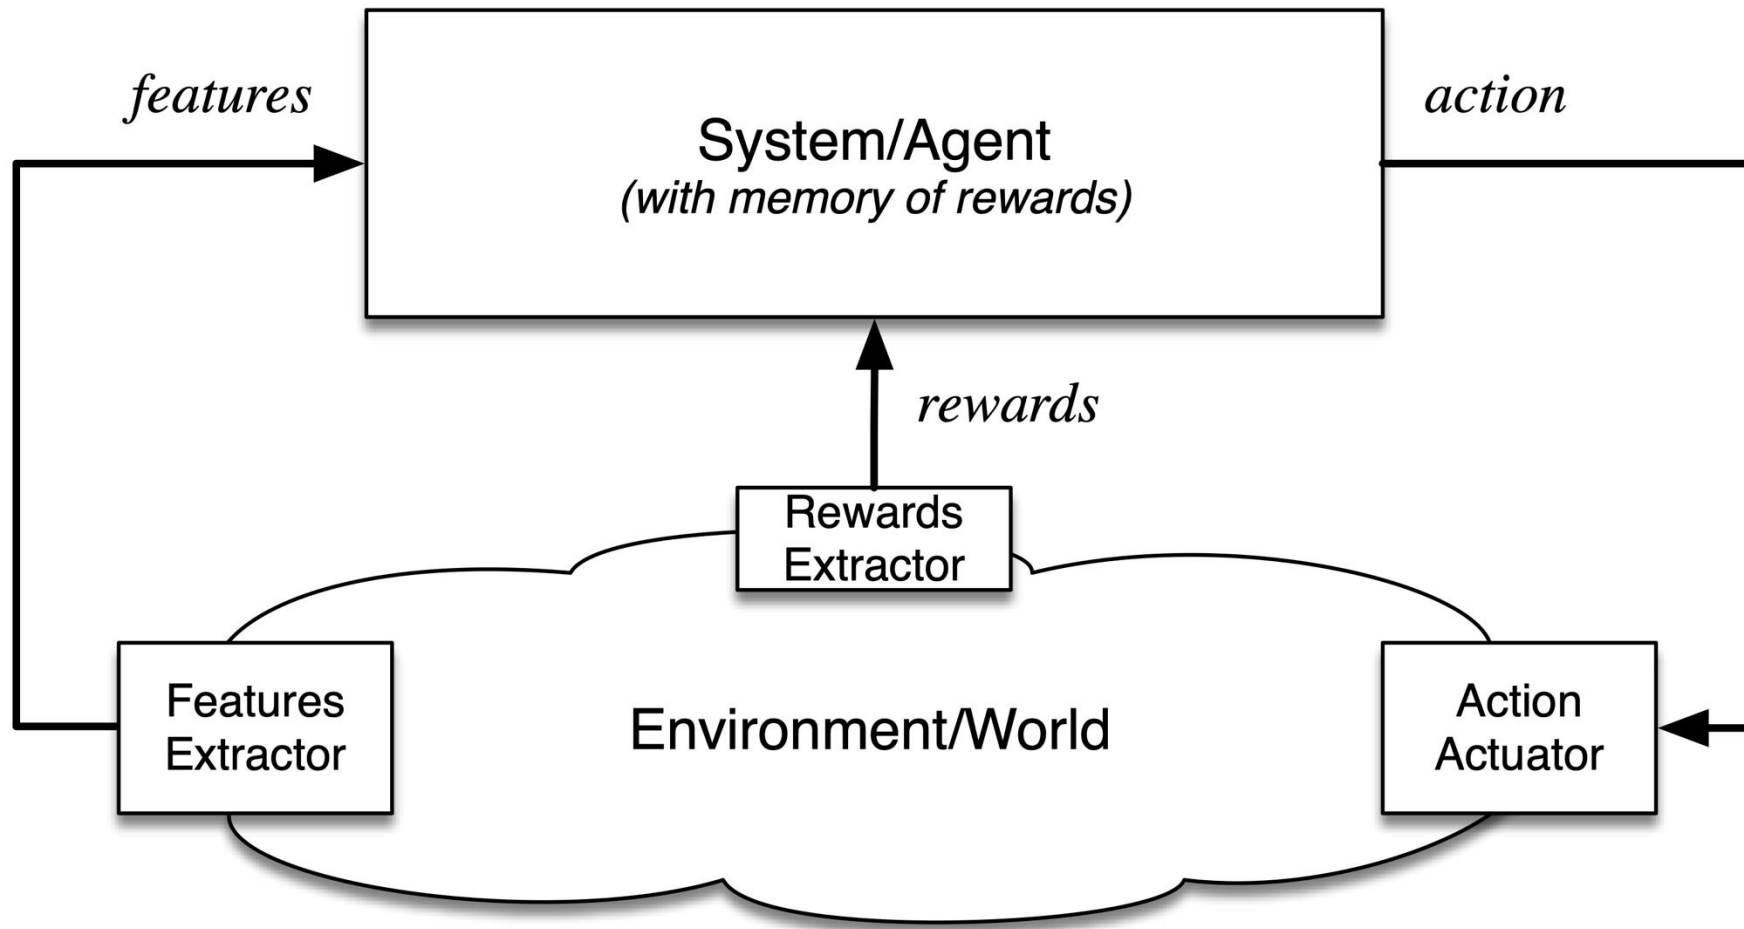 features
System/Agent
(with memory of rewards)
action
rewards
Rewards
Extractor
Features
Extractor
Environment/World
Action
Actuator